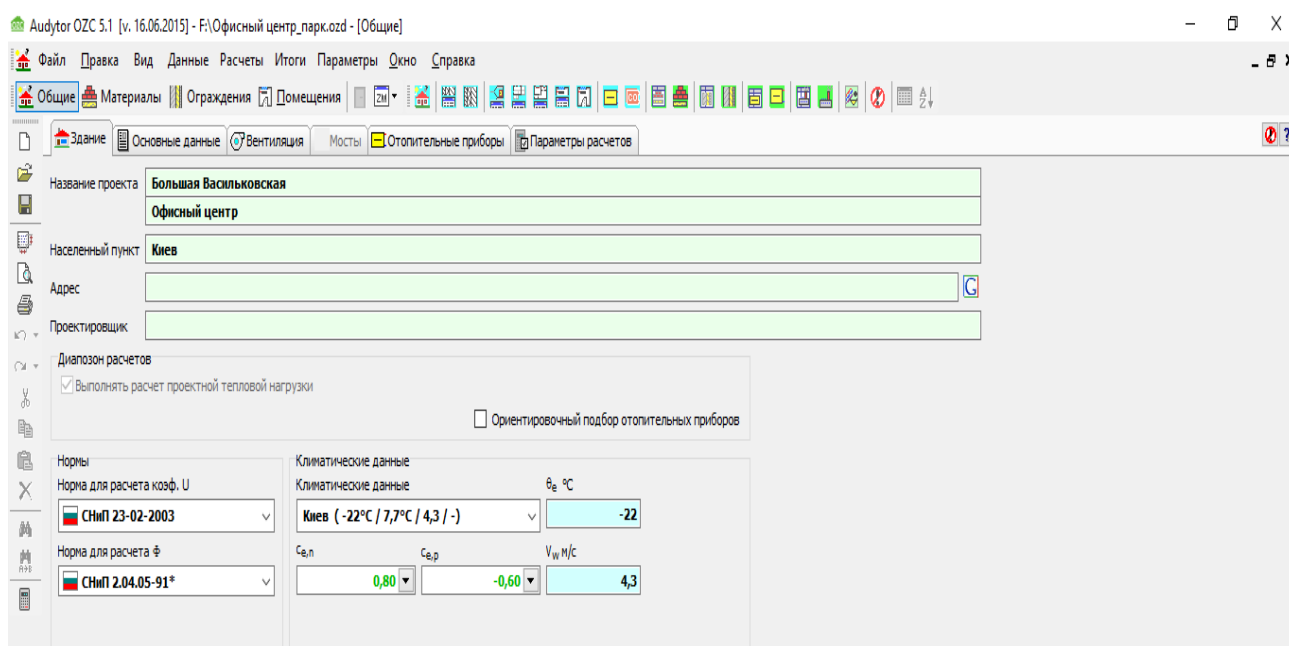 Audytor OZC 5.1 [v. 16.06.2015] - F:\Офисный центр_парк.ozd - [Общие]
Файл Правка Вид Данные Расчеты Итоги Параметры Окно Справка
Общие Материалы Ограждения Помещения
Здание Основные данные Вентиляция Мосты Отопительные приборы Параметры расчетов
Название проекта Большая Васильковская
Офисный центр
Населенный пункт Киев
Адрес G
Проектировщик
Диапозон расчетов
Выполнять расчет проектной тепловой нагрузки
Ориентировочный подбор отопительных приборов
Нормы Климатические данные
Норма для расчета коэф. U Климатические данные θe °C
СНиП 23-02-2003 Киев ( -22°C / 7,7°C / 4,3 / -) -22
Норма для расчета Ф ce,n ce,p Vw м/с
СНиП 2.04.05-91* 0,80 -0,60 4,3